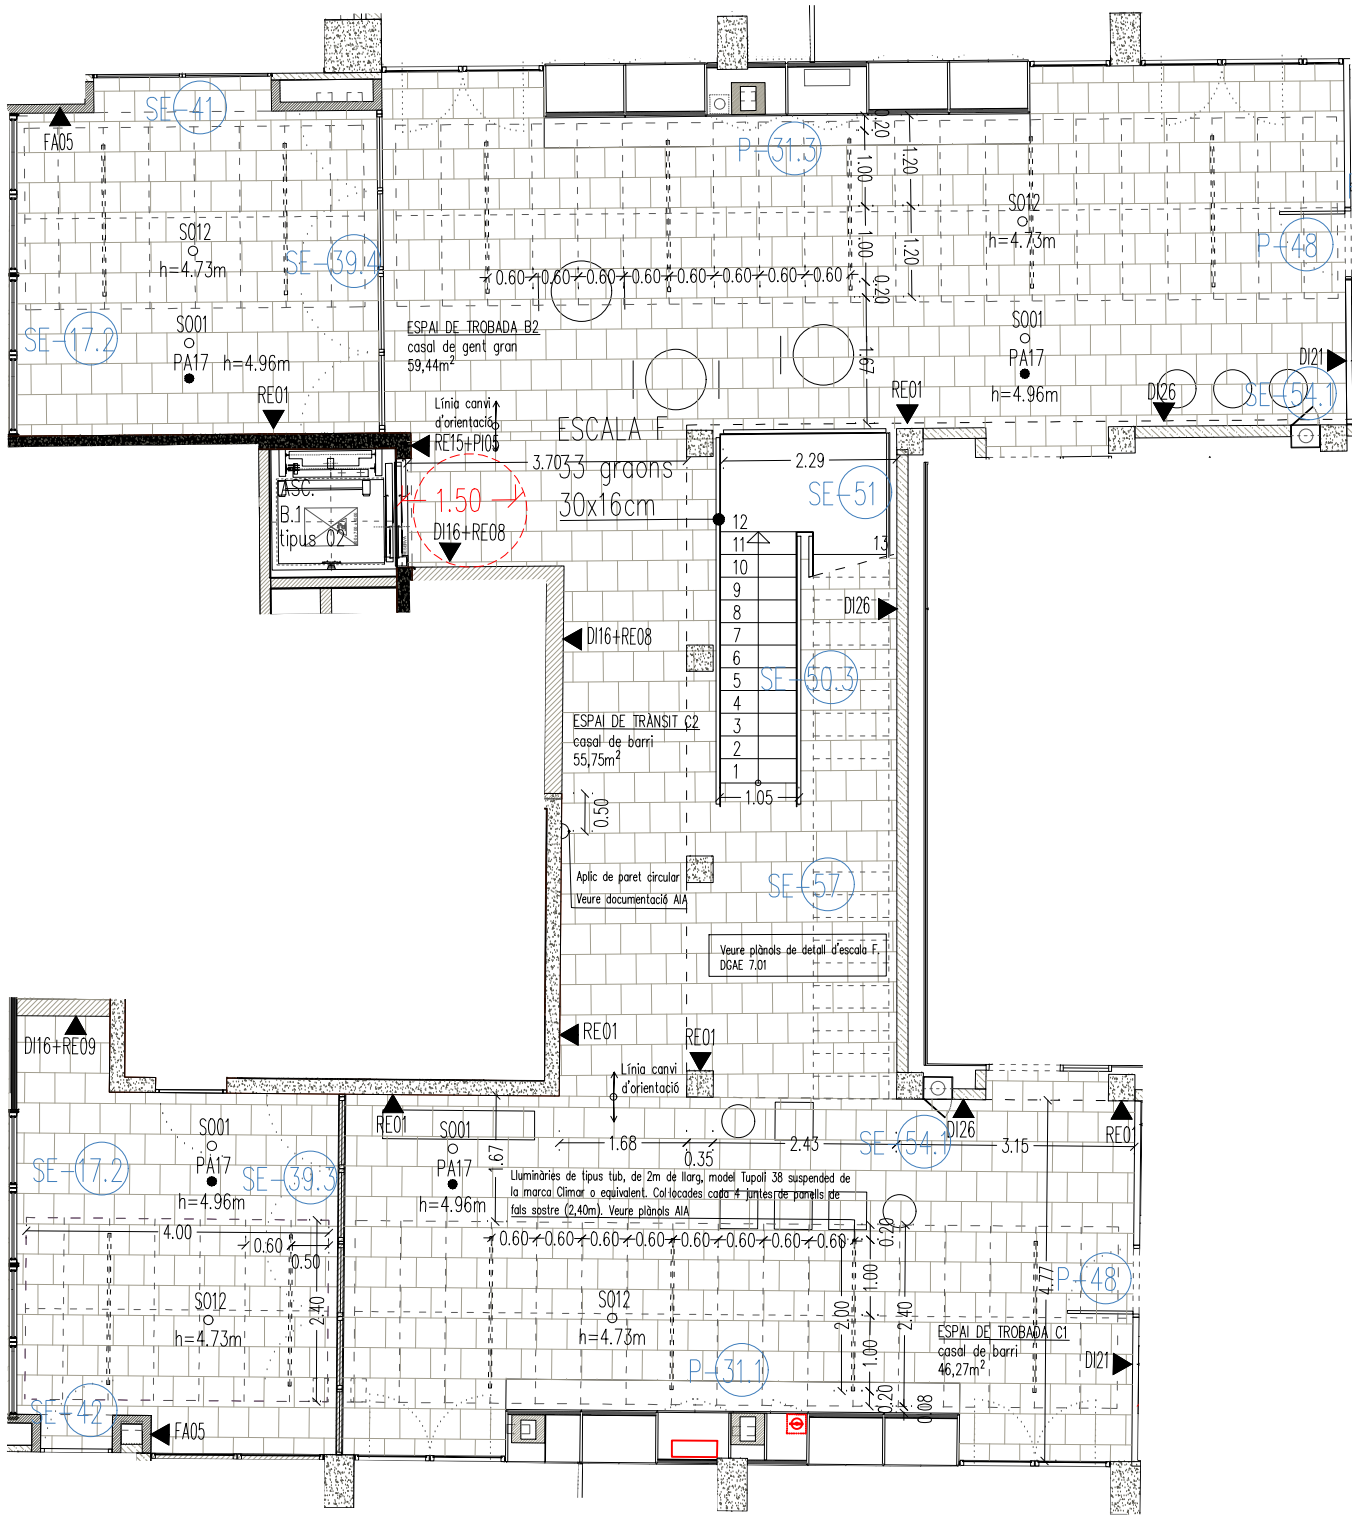 SE-41
FA05
P-31.3
0.20
1.00
1.20
S012
h=4.73m
SE-39.4
S012
h=4.73m
P-48
1.00
1.20
0.60 0.60 0.60 0.60 0.60 0.60 0.60 0.60
0.20
S001
PA17 h=4.96m
SE-17.2
ESPAI DE TROBADA B2
casal de gent gran
59,44m²
1.67
S001
PA17
h=4.96m
DI21
RE01
RE01
DI26
SE-54.1
Línia canvi
d'orientació
RE15+PI05
ESCALA F
33 graons
30x16cm
3.70
2.29
SE-51
1.50
ASC.
B.1
tipus 02
DI16+RE08
12
11
10
9
8
7
6
5
4
3
2
1
13
DI26
DI16+RE08
SE-50.3
ESPAI DE TRÀNSIT C2
casal de barri
55,75m²
1.05
0.50
Aplic de paret circular
Veure documentació AIA
SE-57
Veure plànols de detall d'escala F.
DGAE 7.01
DI16+RE09
RE01
RE01
Línia canvi
d'orientació
RE01
DI26
RE01
S001
PA17
h=4.96m
SE-17.2
SE-39.3
S001
PA17
h=4.96m
1.67
1.68
0.35
2.43
SE-54.1
3.15
Lluminàries de tipus tub, de 2m de llarg, model Tupoli 38 suspended de
la marca Climar o equivalent. Col·locades cada 4 juntes de panells de
fals sostre (2,40m). Veure plànols AIA
4.00
0.60
0.50
2.40
0.60 0.60 0.60 0.60 0.60 0.60 0.60 0.60
0.20
1.00
2.00
2.40
4.77
P-48
S012
h=4.73m
S012
h=4.73m
ESPAI DE TROBADA C1
casal de barri
46,27m²
DI21
1.00
P-31.1
0.20
0.08
SE-42
FA05